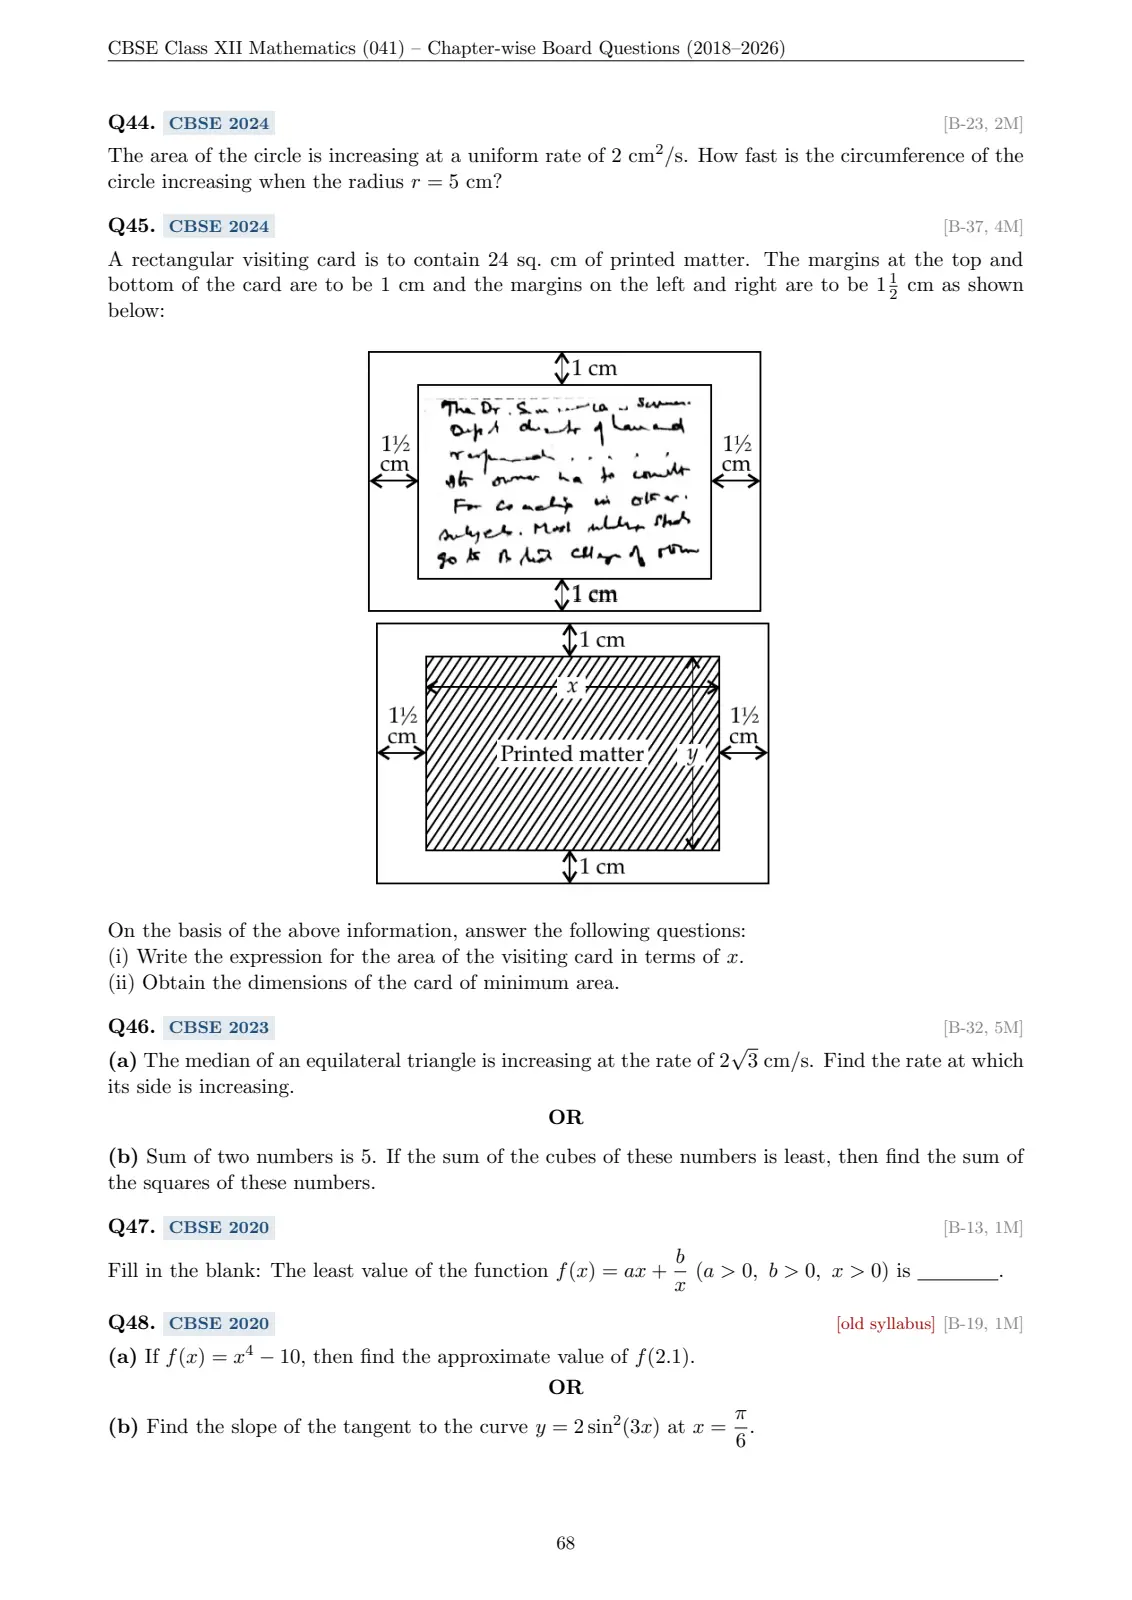 CBSE Class XII Mathematics (041) – Chapter-wise Board Questions (2018–2026)
Q44. CBSE 2024 [B-23, 2M]
The area of the circle is increasing at a uniform rate of 2 cm²/s. How fast is the circumference of the
circle increasing when the radius r = 5 cm?
Q45. CBSE 2024 [B-37, 4M]
A rectangular visiting card is to contain 24 sq. cm of printed matter. The margins at the top and
bottom of the card are to be 1 cm and the margins on the left and right are to be 1 1/2 cm as shown
below:
1 cm
The Dr.
1½
cm
1½
cm
1 cm
1 cm
x
1½
cm
Printed matter
y
1½
cm
1 cm
On the basis of the above information, answer the following questions:
(i) Write the expression for the area of the visiting card in terms of x.
(ii) Obtain the dimensions of the card of minimum area.
Q46. CBSE 2023 [B-32, 5M]
(a) The median of an equilateral triangle is increasing at the rate of 2√3 cm/s. Find the rate at which
its side is increasing.
OR
(b) Sum of two numbers is 5. If the sum of the cubes of these numbers is least, then find the sum of
the squares of these numbers.
Q47. CBSE 2020 [B-13, 1M]
Fill in the blank: The least value of the function f(x) = ax + b/x (a > 0, b > 0, x > 0) is ________.
Q48. CBSE 2020 [old syllabus] [B-19, 1M]
(a) If f(x) = x⁴ − 10, then find the approximate value of f(2.1).
OR
(b) Find the slope of the tangent to the curve y = 2 sin²(3x) at x = π/6.
68